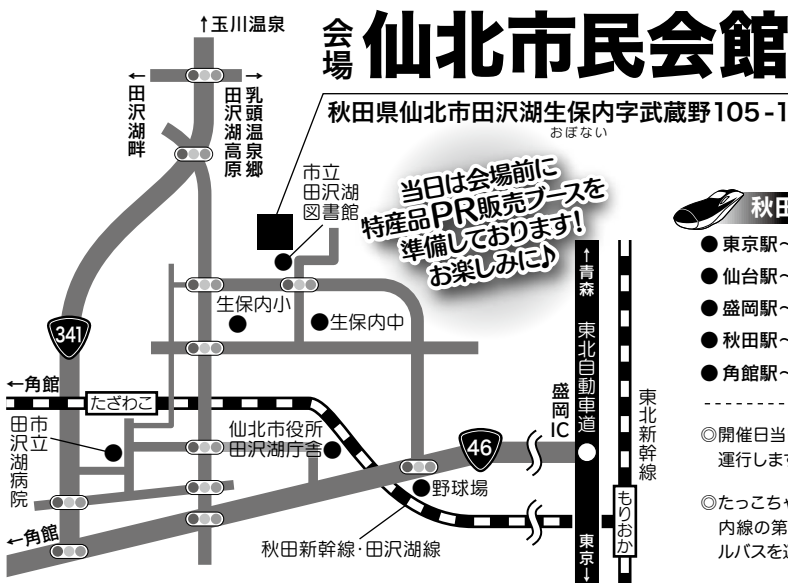 会場 仙北市民会館
秋田県仙北市田沢湖生保内字武蔵野105-1
おぼない
当日は会場前に
特産品PR販売ブースを
準備しております!
お楽しみに♪
↑玉川温泉
←田沢湖畔
→乳頭温泉郷
田沢湖高原
市立
田沢湖
図書館
生保内小
生保内中
341
←角館
たざわこ
市立
田沢湖病院
仙北市役所
田沢湖庁舎
46
野球場
←角館
秋田新幹線・田沢湖線
盛岡IC
↑青森
東北自動車道
東京↓
東北新幹線
もりおか
秋田
●東京駅~
●仙台駅~
●盛岡駅~
●秋田駅~
●角館駅~
◎開催日当
運行します
◎たっこちゃ
内線の第
ルバスを